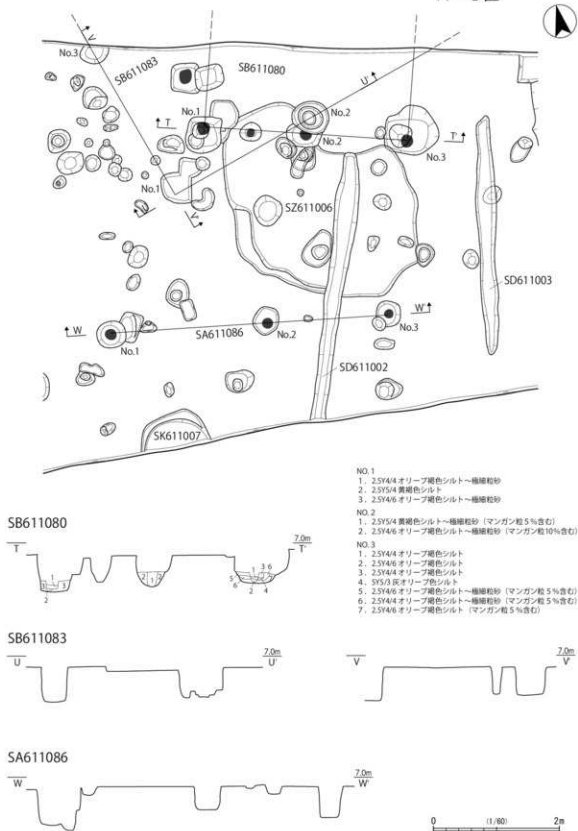 No.3
V
SB611083
SB611080
U'
No.1
No.2
T
No.2
T'
No.3
No.1
V'
SZ611006
SD611003
W
W'
No.1
SA611086
No.2
No.3
SD611002
SK611007
NO.1
1．2.5Y4/4 オリーブ褐色シルト～極細粒砂
2．2.5Y5/4 黄褐色シルト
3．2.5Y4/6 オリーブ褐色シルト～極細粒砂
NO.2
1．2.5Y5/4 黄褐色シルト～極細粒砂（マンガン粒5％含む）
2．2.5Y4/6 オリーブ褐色シルト～極細粒砂（マンガン粒10％含む）
NO.3
1．2.5Y4/4 オリーブ褐色シルト
2．2.5Y4/6 オリーブ褐色シルト
3．2.5Y4/4 オリーブ褐色シルト
4．5Y5/3 灰オリーブ色シルト
5．2.5Y4/6 オリーブ褐色シルト～極細粒砂（マンガン粒5％含む）
6．2.5Y4/4 オリーブ褐色シルト～極細粒砂（マンガン粒5％含む）
7．2.5Y4/6 オリーブ褐色シルト（マンガン粒5％含む）
SB611080
T
7.0m
T'
SB611083
U
7.0m
U'
V
7.0m
V'
SA611086
W
7.0m
W'
0 (1/60) 2m